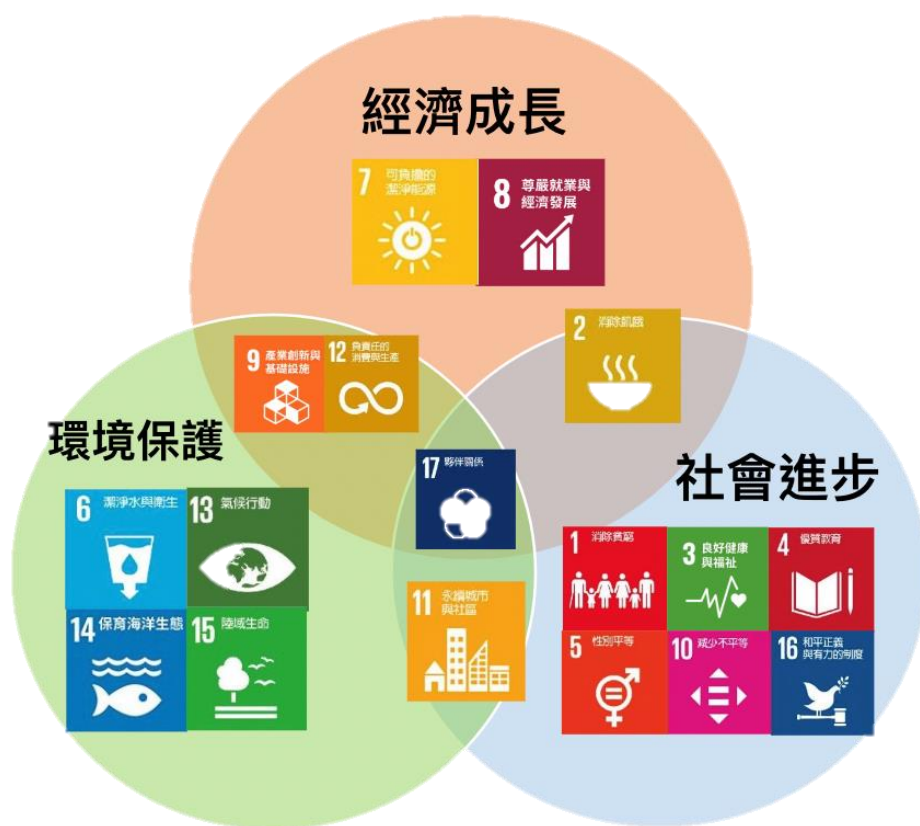 經濟成長
7 可負擔的
潔淨能源
8 尊嚴就業與
經濟發展
2 消除飢餓
9 產業創新與
基礎設施
12 負責任的
消費與生產
環境保護
17 夥伴關係
社會進步
6 潔淨水與衛生
13 氣候行動
1 消除貧窮
3 良好健康
與福祉
4 優質教育
11 永續城市
與社區
14 保育海洋生態
15 陸域生命
5 性別平等
10 減少不平等
16 和平正義
與有力的制度